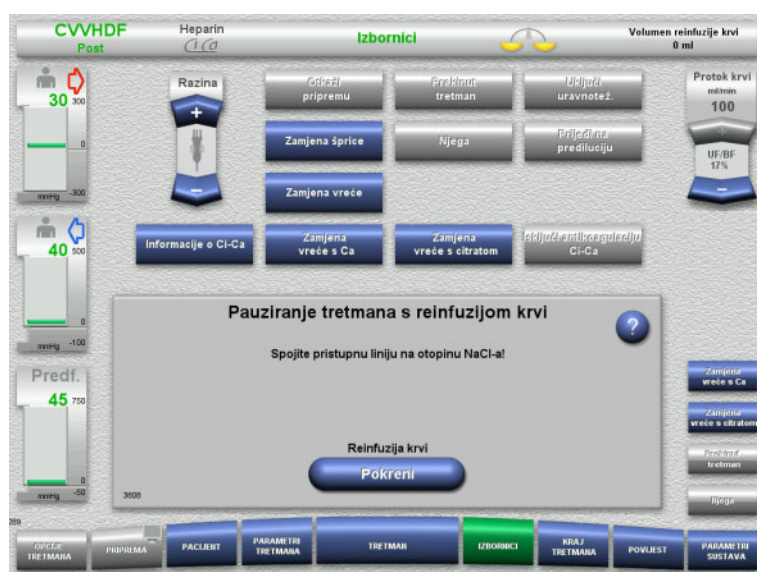 CVVHDF
Post
Heparin
Ci Ca
Izbornici
Volumen reinfuzije krvi
0 ml
30
300
0
mmHg
-300
Razina
Otkaži
pripremu
Prekinut
tretman
Uključi
uravnotež.
Zamjena šprice
Njega
Prijeđi na
prediluciju
Zamjena vreće
Protok krvi
ml/min
100
UF/BF
17%
40
500
0
mmHg
-100
Informacije o Ci-Ca
Zamjena
vreće s Ca
Zamjena
vreće s citratom
Isključi antikoagulaciju
Ci-Ca
Pauziranje tretmana s reinfuzijom krvi
?
Spojite pristupnu liniju na otopinu NaCl-a!
Reinfuzija krvi
Pokreni
3608
Predf.
45
750
0
mmHg
-50
Zamjena
vreće s Ca
Zamjena
vreće s citratom
Prekinut
tretman
Njega
OPCIJE
TRETMANA
PRIPREMA
PACIJENT
PARAMETRI
TRETMANA
TRETMAN
IZBORNICI
KRAJ
TRETMANA
POVIJEST
PARAMETRI
SUSTAVA